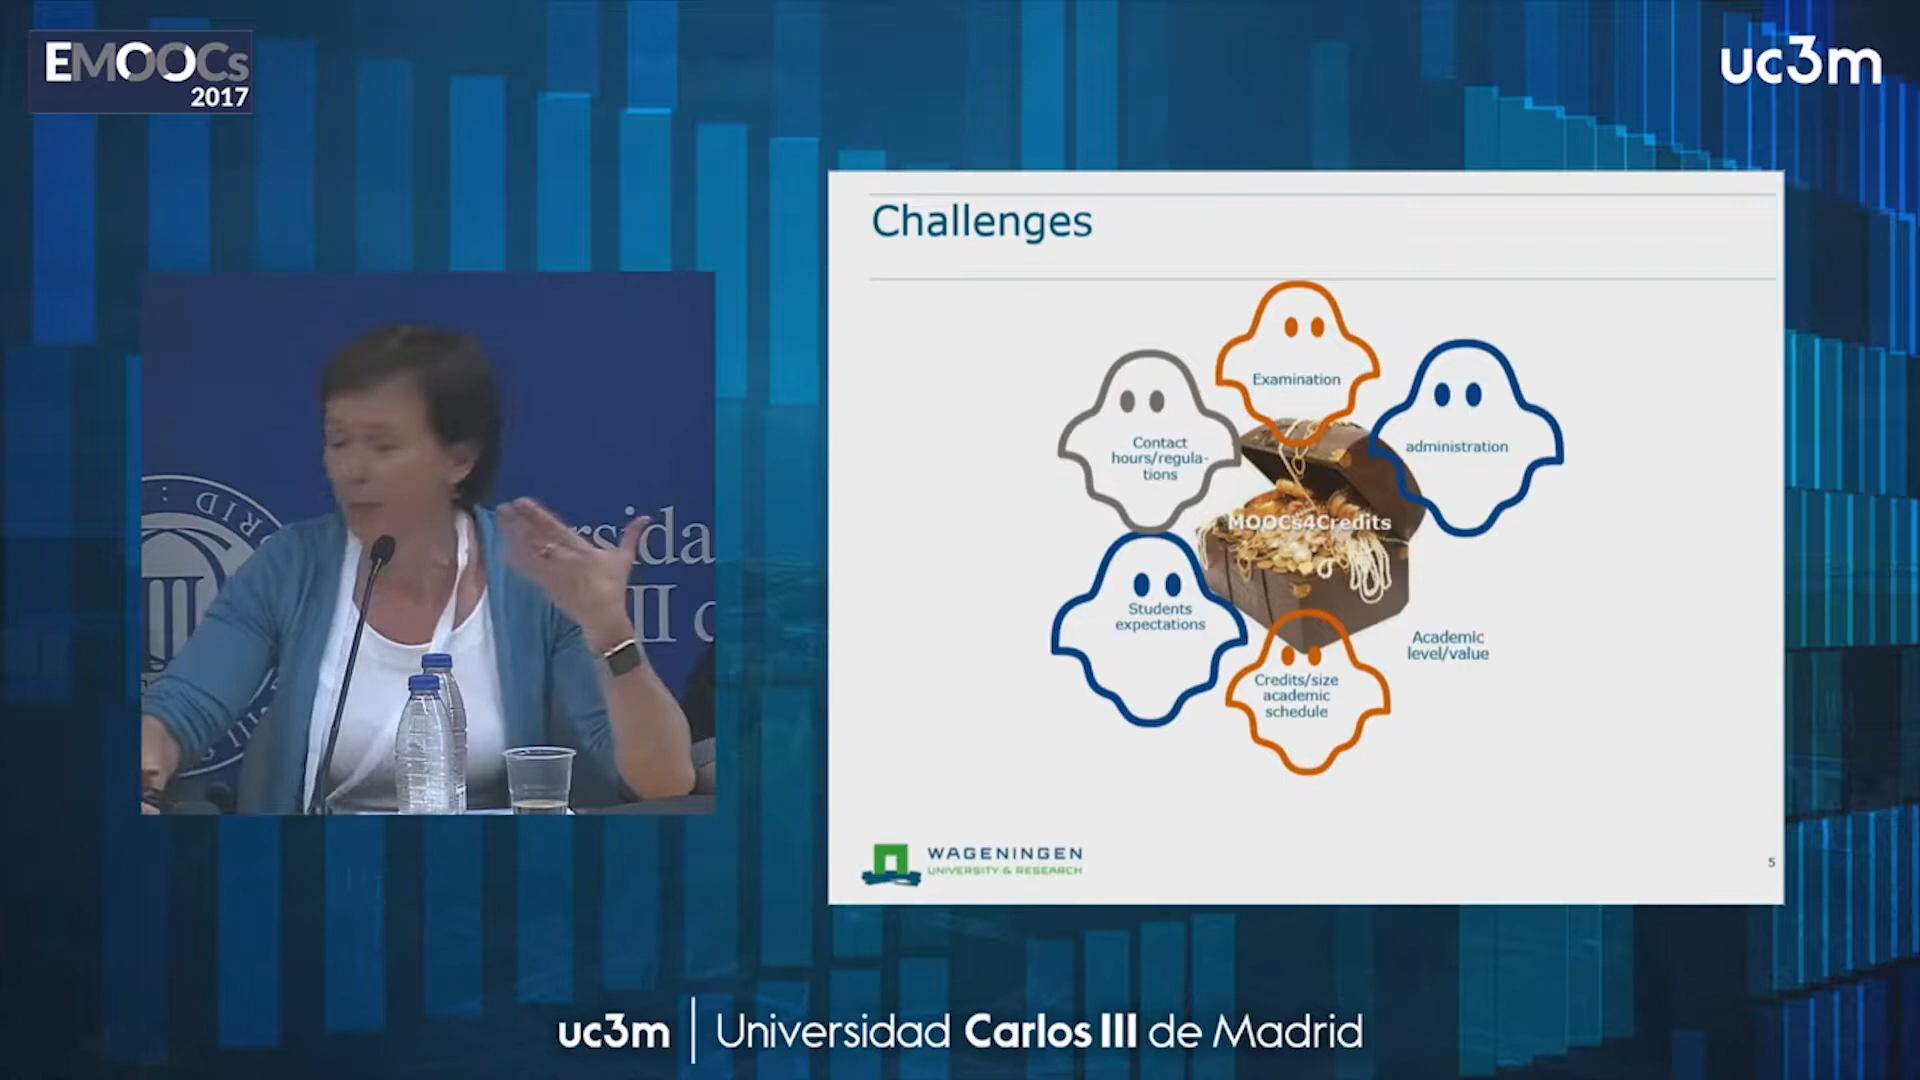 EMOOCs
2017
uc3m
Challenges
Examination
Contact
hours/regula-
tions
administration
MOOCs4Credits
Students
expectations
Academic
level/value
Credits/size
academic
schedule
WAGENINGEN
UNIVERSITY & RESEARCH
5
uc3m | Universidad Carlos III de Madrid